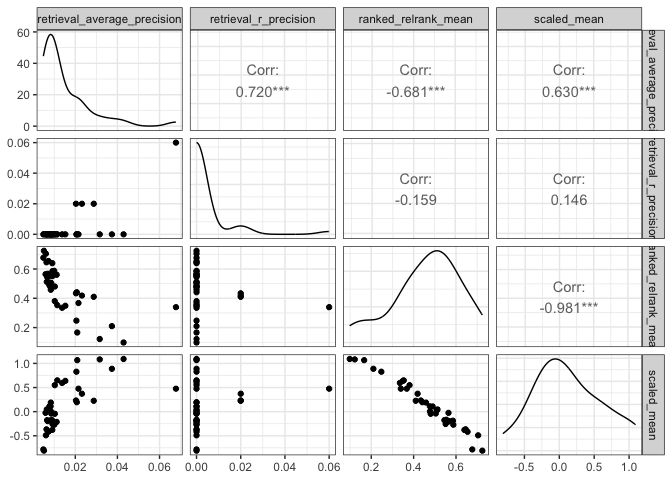 retrieval_average_precision retrieval_r_precision ranked_relrank_mean scaled_mean
60
40
20
0
Corr:
0.720***
Corr:
-0.681***
Corr:
0.630***
eval_average_preci
0.06
0.04
0.02
0.00
Corr:
-0.159
Corr:
0.146
retrieval_r_precision
0.6
0.4
0.2
Corr:
-0.981***
ranked_relrank_mea
1.0
0.5
0.0
-0.5
scaled_mean
0.02 0.04 0.06 0.00 0.02 0.04 0.06 0.2 0.4 0.6 -0.5 0.0 0.5 1.0